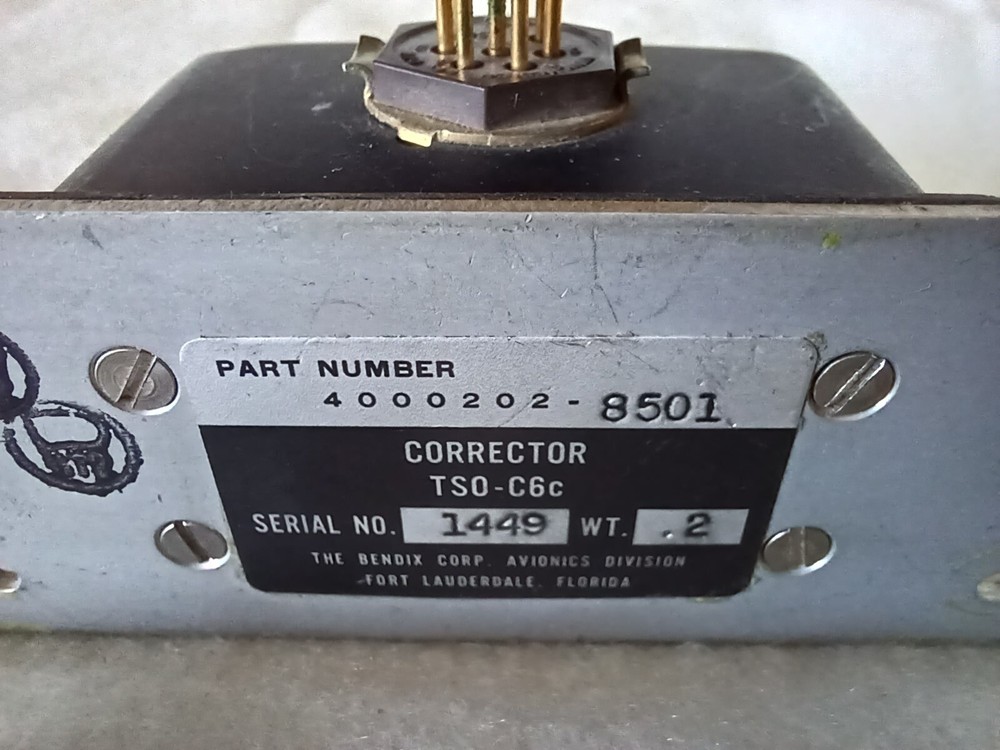 PART NUMBER
4000202-8501
CORRECTOR
TSO-C6c
SERIAL NO. 1449 WT. .2
THE BENDIX CORP. AVIONICS DIVISION
FORT LAUDERDALE, FLORIDA